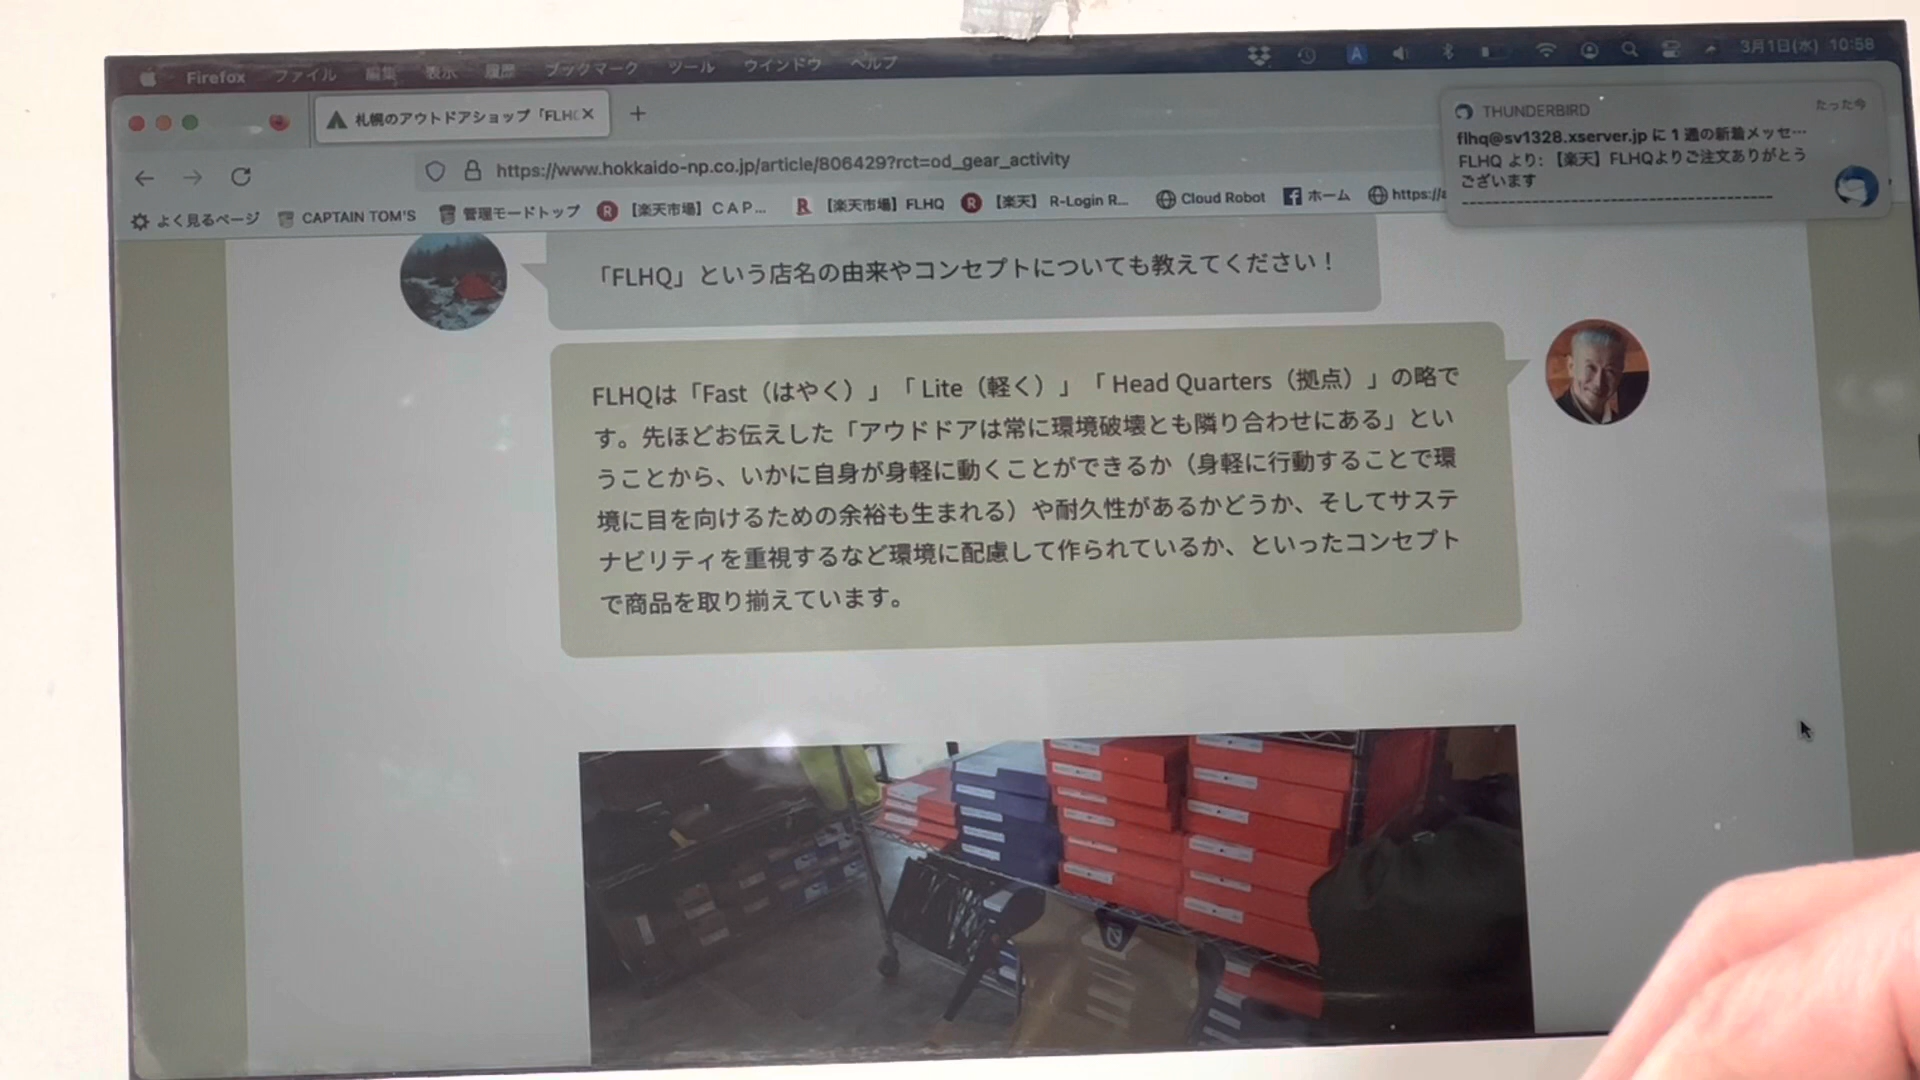 Firefox ファイル 編集 表示 履歴 ブックマーク ツール ウインドウ ヘルプ A 3月1日(水) 10:58
札幌のアウトドアショップ「FLH
THUNDERBIRD たった今
flhq@sv1328.xserver.jp に 1 通の新着メッセ…
FLHQ より: 【楽天】FLHQよりご注文ありがとう
ございます
https://www.hokkaido-np.co.jp/article/806429?rct=od_gear_activity
よく見るページ CAPTAIN TOM'S 管理モードトップ 【楽天市場】ＣＡＰ… 【楽天市場】FLHQ 【楽天】 R-Login R… Cloud Robot ホーム https://a
「FLHQ」という店名の由来やコンセプトについても教えてください！
FLHQは「Fast（はやく）」「Lite（軽く）」「Head Quarters（拠点）」の略で
す。先ほどお伝えした「アウドドアは常に環境破壊とも隣り合わせにある」とい
うことから、いかに自身が身軽に動くことができるか（身軽に行動することで環
境に目を向けるための余裕も生まれる）や耐久性があるかどうか、そしてサステ
ナビリティを重視するなど環境に配慮して作られているか、といったコンセプト
で商品を取り揃えています。